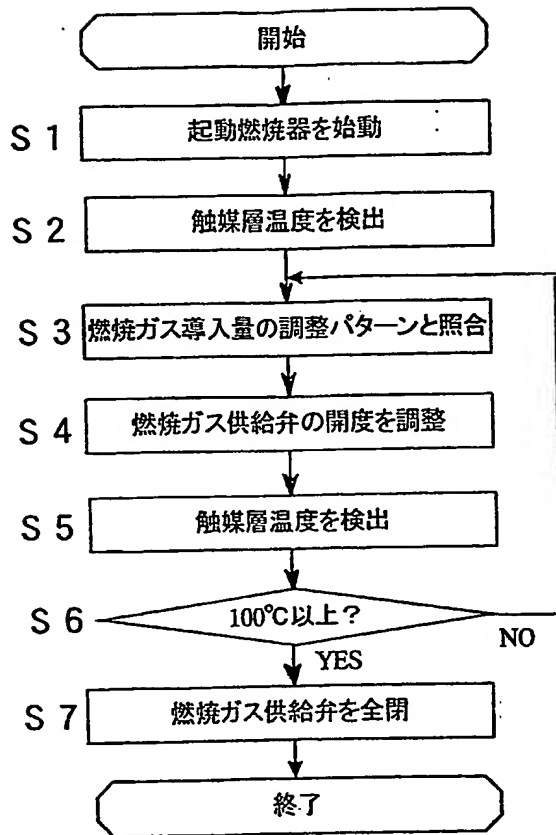 開始
S 1 起動燃焼器を始動
S 2 触媒層温度を検出
S 3 燃焼ガス導入量の調整パターンと照合
S 4 燃焼ガス供給弁の開度を調整
S 5 触媒層温度を検出
S 6 100℃以上?
NO
YES
S 7 燃焼ガス供給弁を全閉
終了